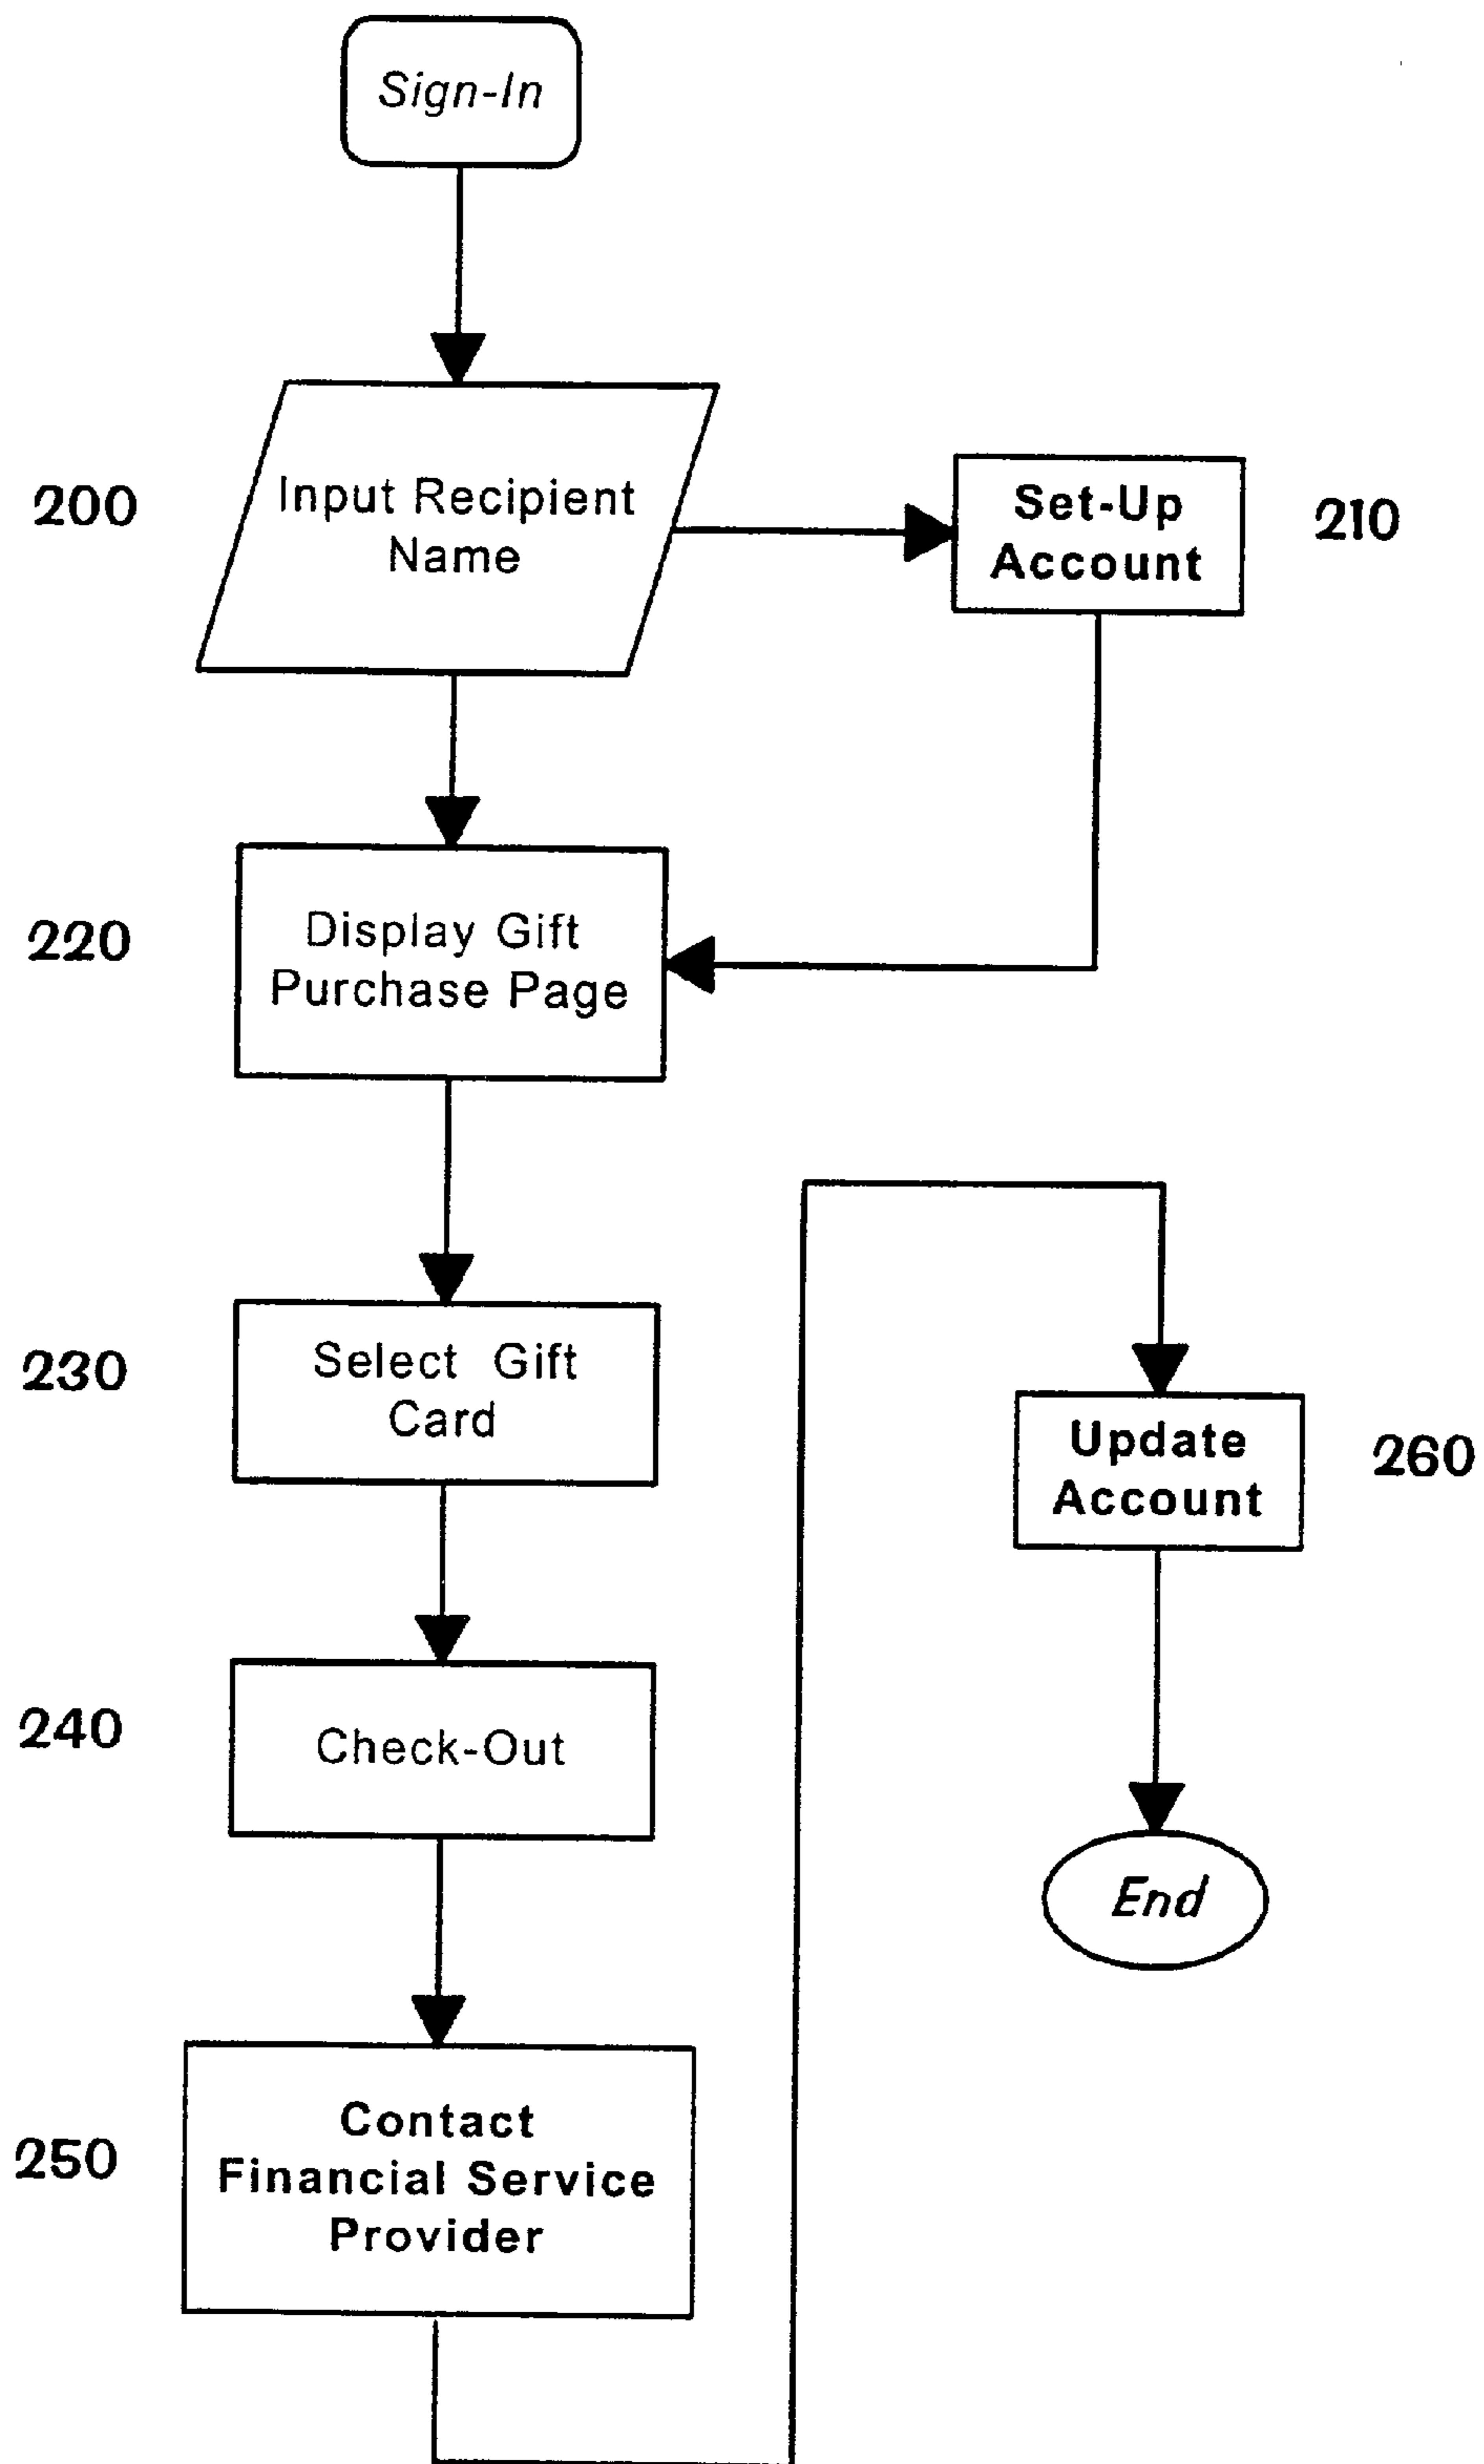 Sign-In
200
Input Recipient
Name
Set-Up
Account
210
220
Display Gift
Purchase Page
230
Select Gift
Card
Update
Account
260
240
Check-Out
End
250
Contact
Financial Service
Provider